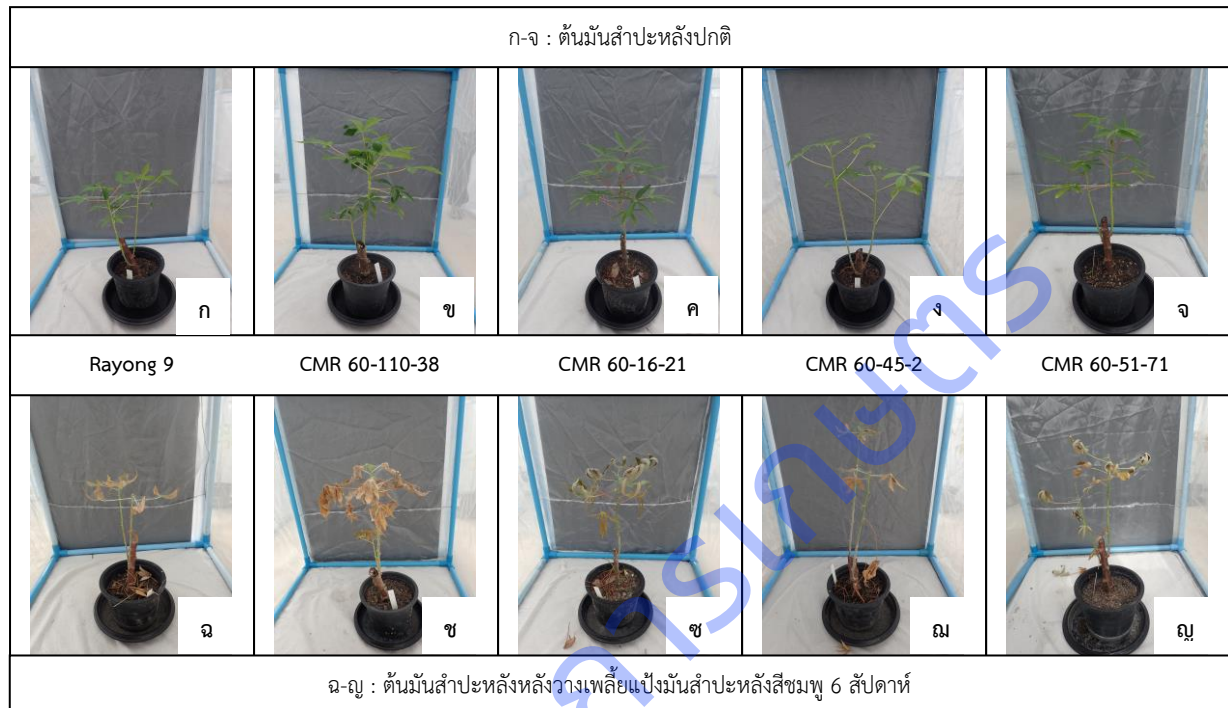 ก-จ : ต้นมันสำปะหลังปกติ
ก ข ค ง จ
Rayong 9 CMR 60-110-38 CMR 60-16-21 CMR 60-45-2 CMR 60-51-71
ฉ ช ซ ฌ ญ
ฉ-ญ : ต้นมันสำปะหลังหลังวางเพลี้ยแป้งมันสำปะหลังสีชมพู 6 สัปดาห์